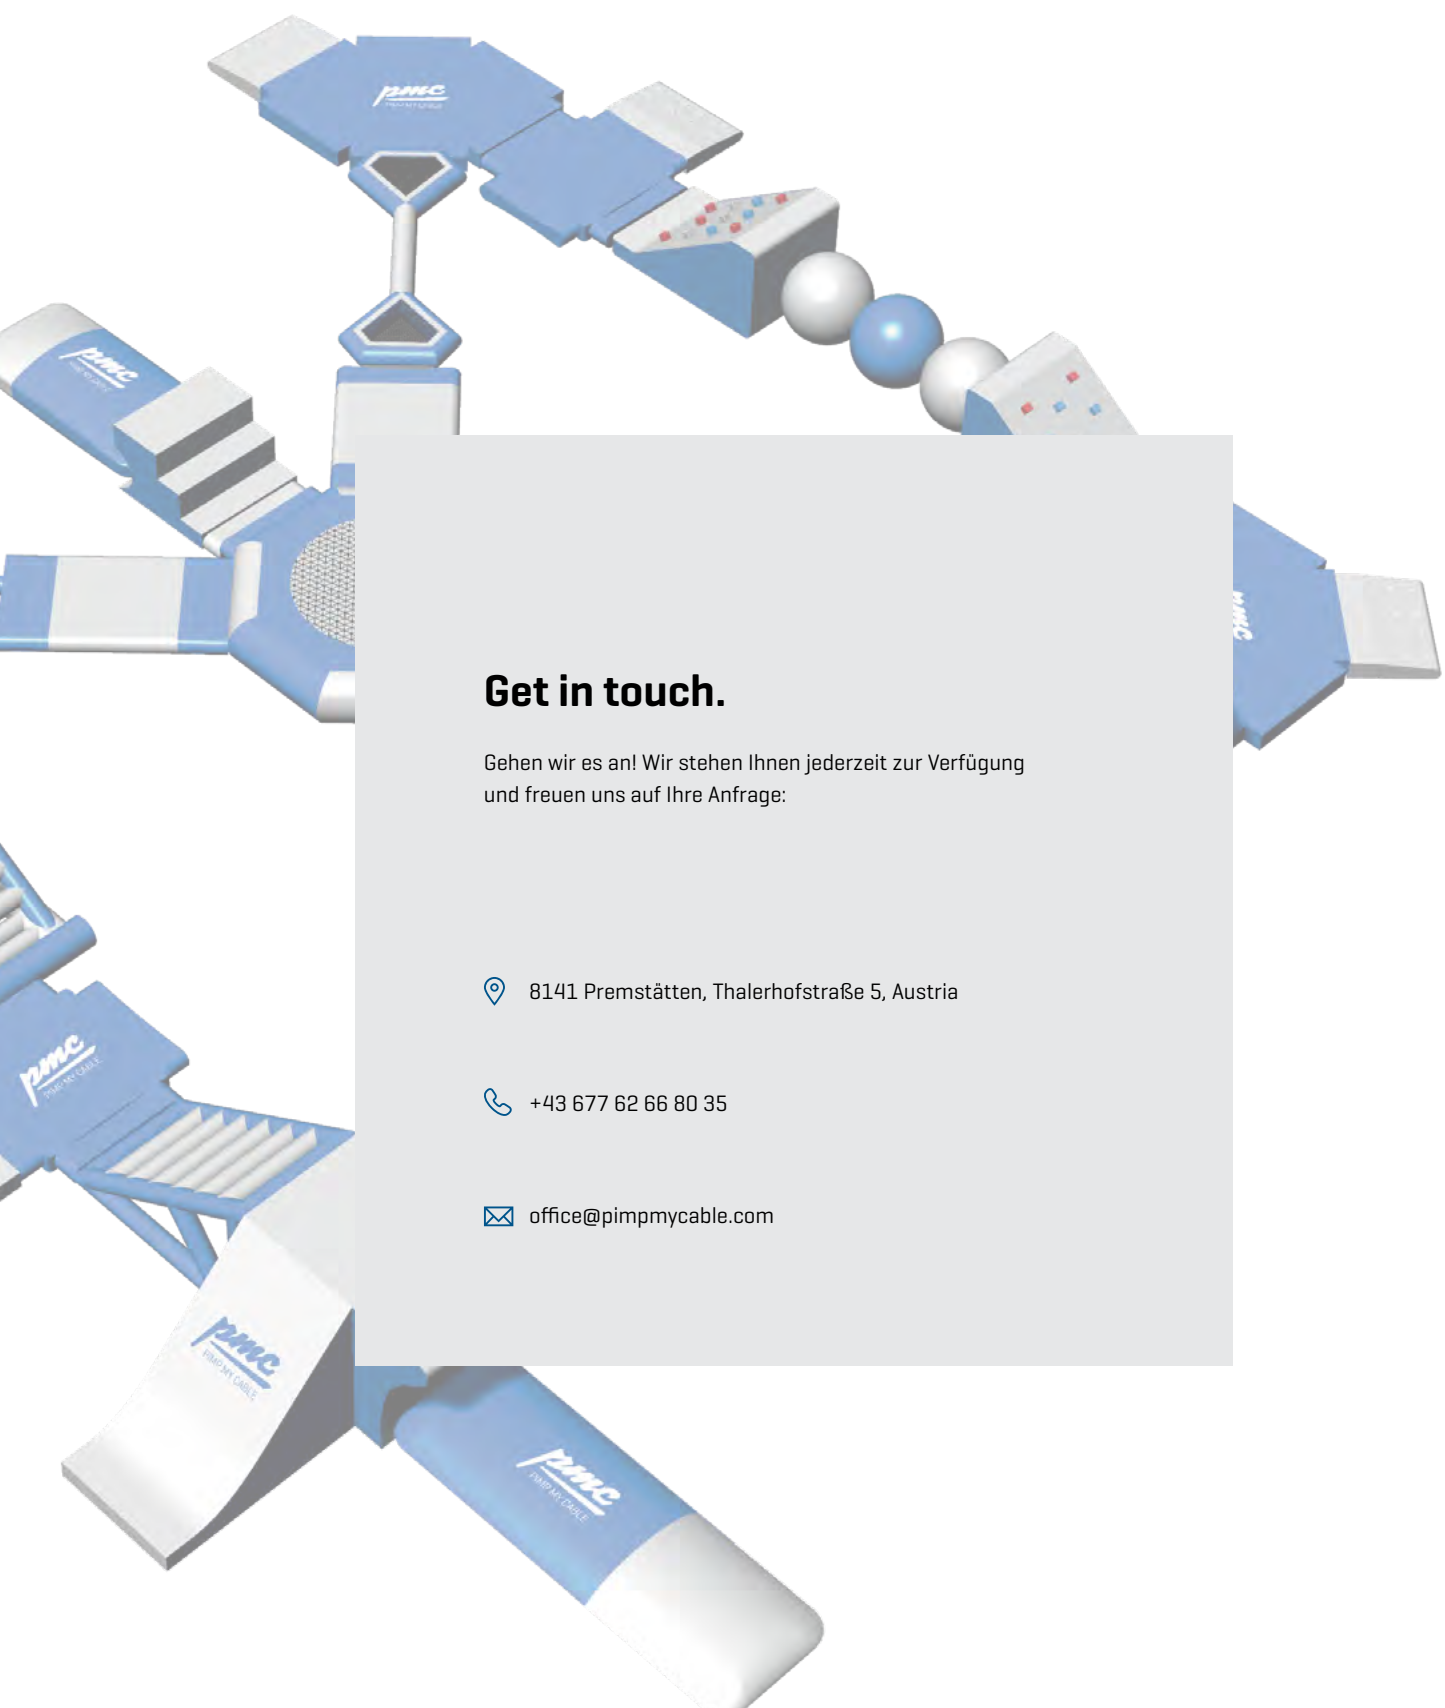 pmc
pmc
PIMP MY CABLE
pmc
Get in touch.
Gehen wir es an! Wir stehen Ihnen jederzeit zur Verfügung
und freuen uns auf Ihre Anfrage:
8141 Premstätten, Thalerhofstraße 5, Austria
pmc
PIMP MY CABLE
+43 677 62 66 80 35
office@pimpmycable.com
pmc
PIMP MY CABLE
pmc
PIMP MY CABLE